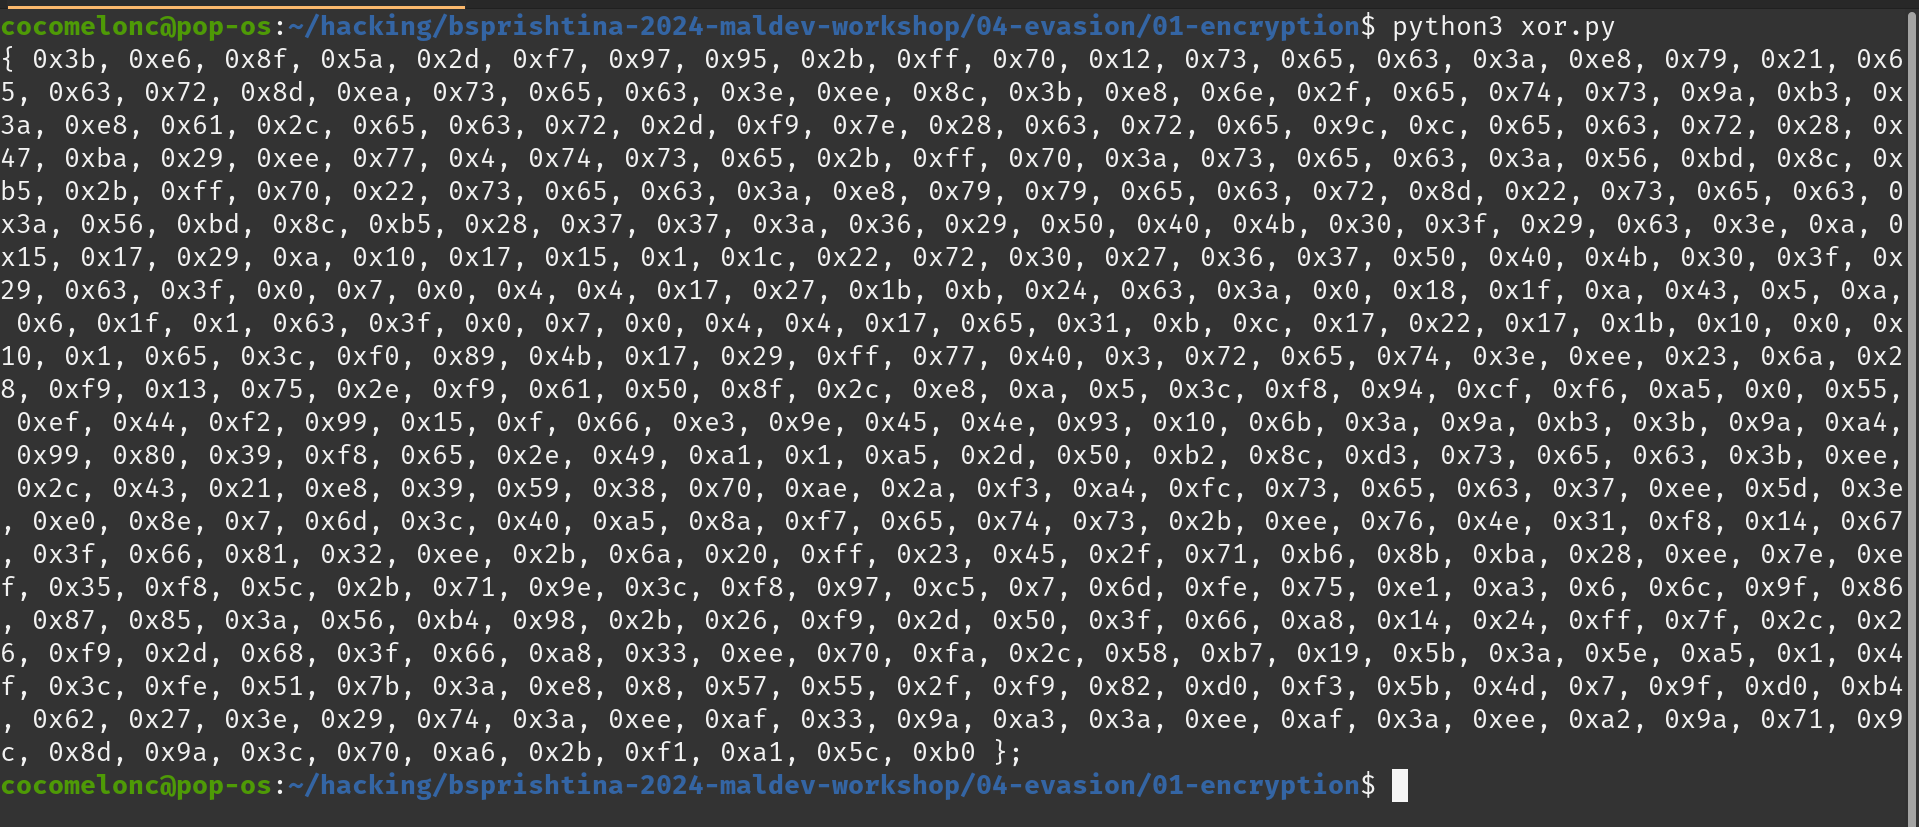 cocomelonc@pop-os:~/hacking/bsprishtina-2024-maldev-workshop/04-evasion/01-encryption$ python3 xor.py
{ 0x3b, 0xe6, 0x8f, 0x5a, 0x2d, 0xf7, 0x97, 0x95, 0x2b, 0xff, 0x70, 0x12, 0x73, 0x65, 0x63, 0x3a, 0xe8, 0x79, 0x21, 0x6
5, 0x63, 0x72, 0x8d, 0xea, 0x73, 0x65, 0x63, 0x3e, 0xee, 0x8c, 0x3b, 0xe8, 0x6e, 0x2f, 0x65, 0x74, 0x73, 0x9a, 0xb3, 0x
3a, 0xe8, 0x61, 0x2c, 0x65, 0x63, 0x72, 0x2d, 0xf9, 0x7e, 0x28, 0x63, 0x72, 0x65, 0x9c, 0xc, 0x65, 0x63, 0x72, 0x28, 0x
47, 0xba, 0x29, 0xee, 0x77, 0x4, 0x74, 0x73, 0x65, 0x2b, 0xff, 0x70, 0x3a, 0x73, 0x65, 0x63, 0x3a, 0x56, 0xbd, 0x8c, 0x
b5, 0x2b, 0xff, 0x70, 0x22, 0x73, 0x65, 0x63, 0x3a, 0xe8, 0x79, 0x79, 0x65, 0x63, 0x72, 0x8d, 0x22, 0x73, 0x65, 0x63, 0
x3a, 0x56, 0xbd, 0x8c, 0xb5, 0x28, 0x37, 0x37, 0x3a, 0x36, 0x29, 0x50, 0x40, 0x4b, 0x30, 0x3f, 0x29, 0x63, 0x3e, 0xa, 0
x15, 0x17, 0x29, 0xa, 0x10, 0x17, 0x15, 0x1, 0x1c, 0x22, 0x72, 0x30, 0x27, 0x36, 0x37, 0x50, 0x40, 0x4b, 0x30, 0x3f, 0x
29, 0x63, 0x3f, 0x0, 0x7, 0x0, 0x4, 0x4, 0x17, 0x27, 0x1b, 0xb, 0x24, 0x63, 0x3a, 0x0, 0x18, 0x1f, 0xa, 0x43, 0x5, 0xa,
 0x6, 0x1f, 0x1, 0x63, 0x3f, 0x0, 0x7, 0x0, 0x4, 0x4, 0x17, 0x65, 0x31, 0xb, 0xc, 0x17, 0x22, 0x17, 0x1b, 0x10, 0x0, 0x
10, 0x1, 0x65, 0x3c, 0xf0, 0x89, 0x4b, 0x17, 0x29, 0xff, 0x77, 0x40, 0x3, 0x72, 0x65, 0x74, 0x3e, 0xee, 0x23, 0x6a, 0x2
8, 0xf9, 0x13, 0x75, 0x2e, 0xf9, 0x61, 0x50, 0x8f, 0x2c, 0xe8, 0xa, 0x5, 0x3c, 0xf8, 0x94, 0xcf, 0xf6, 0xa5, 0x0, 0x55,
 0xef, 0x44, 0xf2, 0x99, 0x15, 0xf, 0x66, 0xe3, 0x9e, 0x45, 0x4e, 0x93, 0x10, 0x6b, 0x3a, 0x9a, 0xb3, 0x3b, 0x9a, 0xa4,
 0x99, 0x80, 0x39, 0xf8, 0x65, 0x2e, 0x49, 0xa1, 0x1, 0xa5, 0x2d, 0x50, 0xb2, 0x8c, 0xd3, 0x73, 0x65, 0x63, 0x3b, 0xee,
 0x2c, 0x43, 0x21, 0xe8, 0x39, 0x59, 0x38, 0x70, 0xae, 0x2a, 0xf3, 0xa4, 0xfc, 0x73, 0x65, 0x63, 0x37, 0xee, 0x5d, 0x3e
, 0xe0, 0x8e, 0x7, 0x6d, 0x3c, 0x40, 0xa5, 0x8a, 0xf7, 0x65, 0x74, 0x73, 0x2b, 0xee, 0x76, 0x4e, 0x31, 0xf8, 0x14, 0x67
, 0x3f, 0x66, 0x81, 0x32, 0xee, 0x2b, 0x6a, 0x20, 0xff, 0x23, 0x45, 0x2f, 0x71, 0xb6, 0x8b, 0xba, 0x28, 0xee, 0x7e, 0xe
f, 0x35, 0xf8, 0x5c, 0x2b, 0x71, 0x9e, 0x3c, 0xf8, 0x97, 0xc5, 0x7, 0x6d, 0xfe, 0x75, 0xe1, 0xa3, 0x6, 0x6c, 0x9f, 0x86
, 0x87, 0x85, 0x3a, 0x56, 0xb4, 0x98, 0x2b, 0x26, 0xf9, 0x2d, 0x50, 0x3f, 0x66, 0xa8, 0x14, 0x24, 0xff, 0x7f, 0x2c, 0x2
6, 0xf9, 0x2d, 0x68, 0x3f, 0x66, 0xa8, 0x33, 0xee, 0x70, 0xfa, 0x2c, 0x58, 0xb7, 0x19, 0x5b, 0x3a, 0x5e, 0xa5, 0x1, 0x4
f, 0x3c, 0xfe, 0x51, 0x7b, 0x3a, 0xe8, 0x8, 0x57, 0x55, 0x2f, 0xf9, 0x82, 0xd0, 0xf3, 0x5b, 0x4d, 0x7, 0x9f, 0xd0, 0xb4
, 0x62, 0x27, 0x3e, 0x29, 0x74, 0x3a, 0xee, 0xaf, 0x33, 0x9a, 0xa3, 0x3a, 0xee, 0xaf, 0x3a, 0xee, 0xa2, 0x9a, 0x71, 0x9
c, 0x8d, 0x9a, 0x3c, 0x70, 0xa6, 0x2b, 0xf1, 0xa1, 0x5c, 0xb0 };
cocomelonc@pop-os:~/hacking/bsprishtina-2024-maldev-workshop/04-evasion/01-encryption$